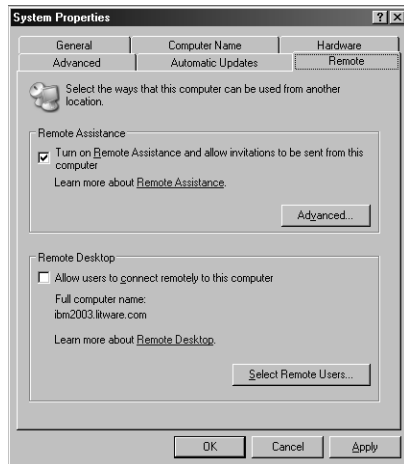 System Properties
General Computer Name Hardware
Advanced Automatic Updates Remote
Select the ways that this computer can be used from another
location.
Remote Assistance
Turn on Remote Assistance and allow invitations to be sent from this
computer
Learn more about Remote Assistance.
Advanced...
Remote Desktop
Allow users to connect remotely to this computer
Full computer name:
ibm2003.litware.com
Learn more about Remote Desktop.
Select Remote Users...
OK Cancel Apply